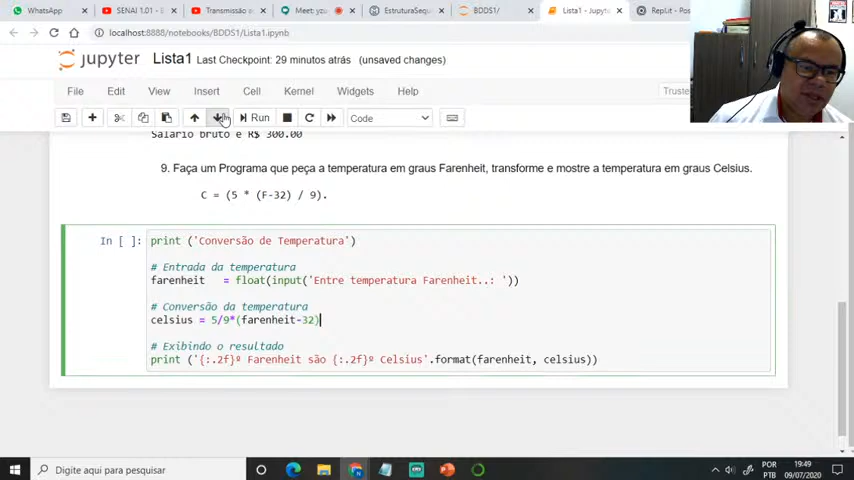 WhatsApp
SENAI 1.01 -
Transmissão
Meet: yzu
EstruturaSequ
BDDS1/
Lista1 - Jupyter
Repl.it - Pos
localhost:8888/notebooks/BDDS1/Lista1.ipynb
jupyter Lista1 Last Checkpoint: 29 minutos atrás (unsaved changes)
File Edit View Insert Cell Kernel Widgets Help
Truste
Run Code
Salario bruto é R$ 300.00
9. Faça um Programa que peça a temperatura em graus Farenheit, transforme e mostre a temperatura em graus Celsius.
C = (5 * (F-32) / 9).
In [ ]:
print ('Conversão de Temperatura')
# Entrada da temperatura
farenheit = float(input('Entre temperatura Farenheit..: '))
# Conversão da temperatura
celsius = 5/9*(farenheit-32)
# Exibindo o resultado
print ('{:.2f}º Farenheit são {:.2f}º Celsius'.format(farenheit, celsius))
Digite aqui para pesquisar
POR
PTB
19:49
09/07/2020